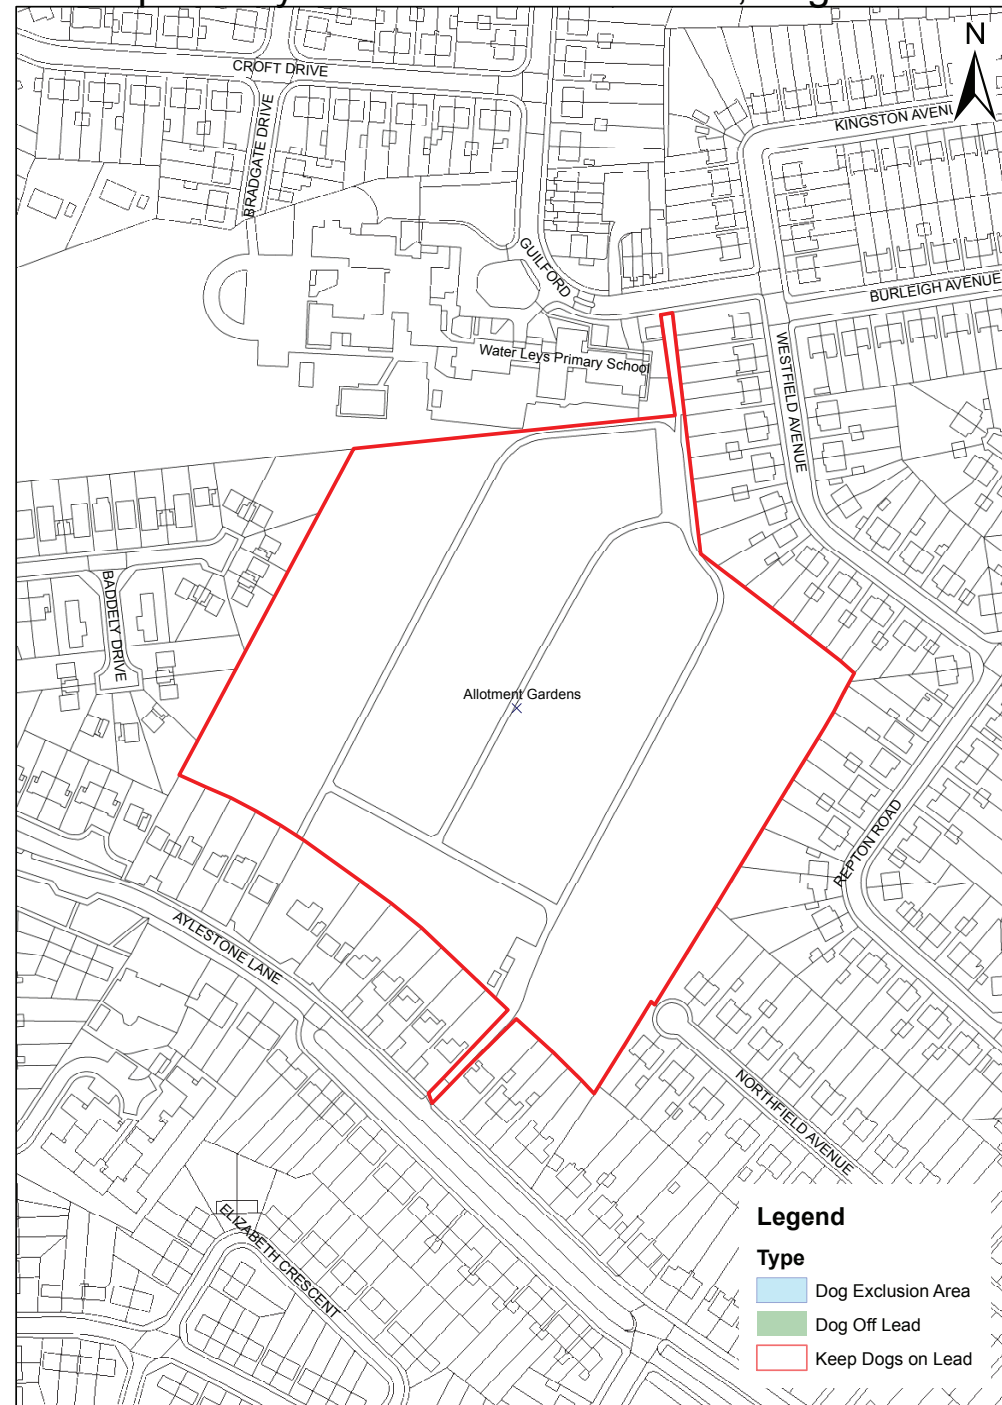 N
CROFT DRIVE
BRADGATE DRIVE
KINGSTON AVENU
GUILFORD
BURLEIGH AVENUE
Water Leys Primary School
WESTFIELD AVENUE
BADDELY DRIVE
Allotment Gardens
REPTON ROAD
AYLESTONE LANE
NORTHFIELD AVENUE
ELIZABETH CRESCENT
Legend
Type
Dog Exclusion Area
Dog Off Lead
Keep Dogs on Lead